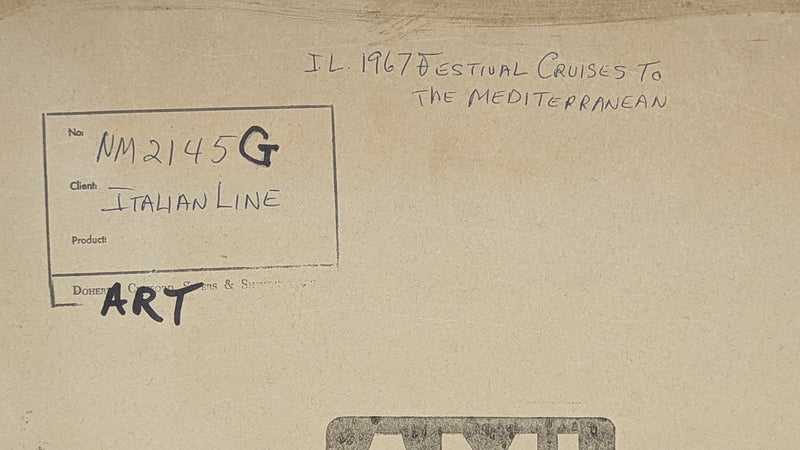 I.L. 1967 FESTIVAL CRUISES TO
THE MEDITERRANEAN
No: NM2145G
Client: ITALIAN LINE
Product:
&
ART